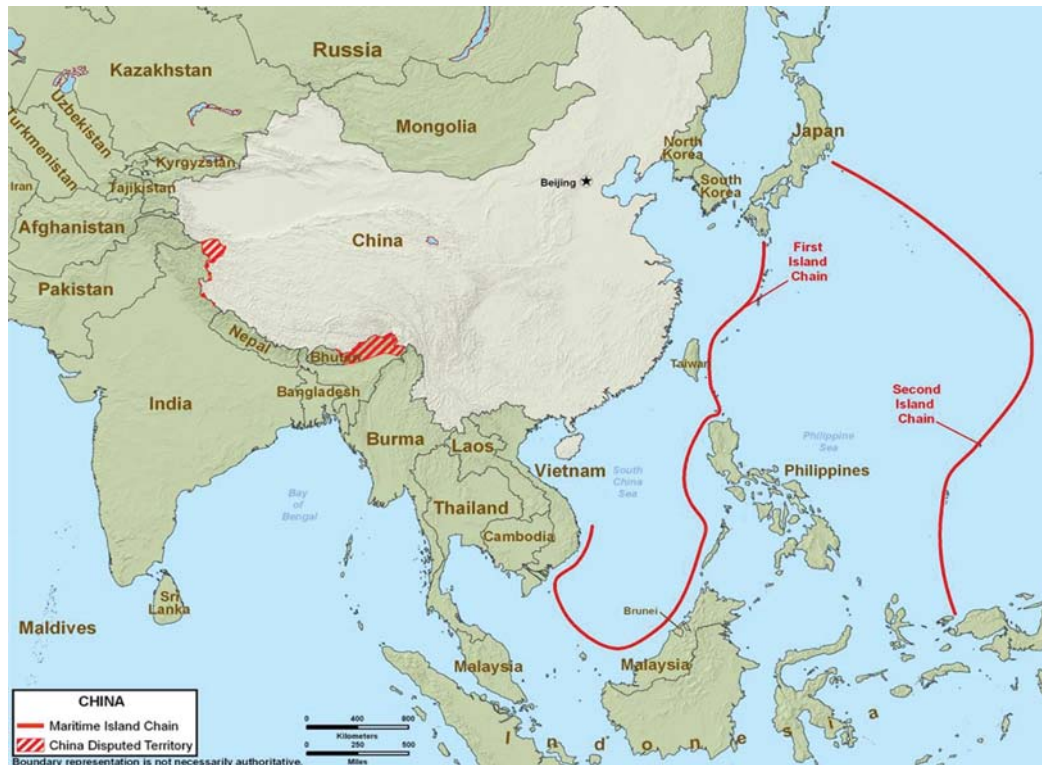 Russia
Kazakhstan
Mongolia
Uzbekistan
Turkmenistan
Kyrgyzstan
Tajikistan
Iran
Afghanistan
Pakistan
North
Korea
South
Korea
Japan
Beijing
China
First
Island
Chain
Nepal
Bhutan
Bangladesh
India
Taiwan
Burma
Laos
Vietnam
Thailand
Cambodia
Bay
of
Bengal
South
China
Sea
Philippine
Sea
Philippines
Second
Island
Chain
Sri
Lanka
Maldives
Brunei
Malaysia
Malaysia
Indonesia
CHINA
Maritime Island Chain
China Disputed Territory
Boundary representation is not necessarily authoritative.
0 200 400 800
Kilometers
0 125 250 500
Miles